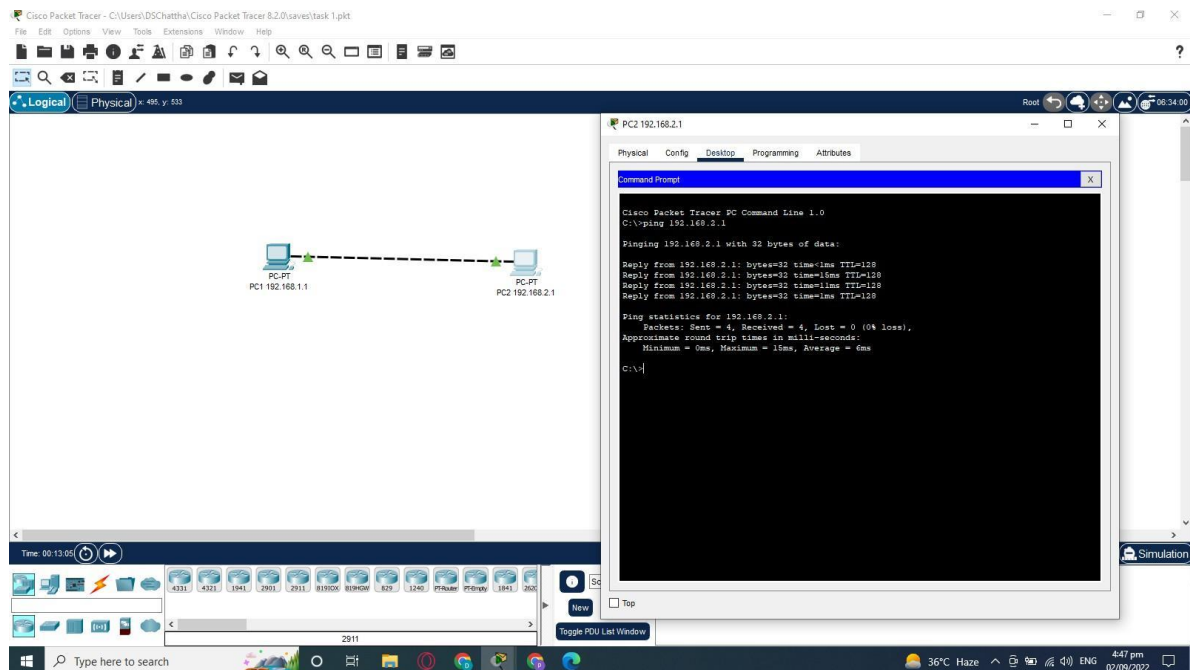 Cisco Packet Tracer - C:\Users\DSChattha\Cisco Packet Tracer 8.2.0\saves\task 1.pkt
File Edit Options View Tools Extensions Window Help
?
Logical Physical x: 495, y: 533
Root 06:34:00
PC-PT
PC1 192.168.1.1
PC-PT
PC2 192.168.2.1
PC2 192.168.2.1
Physical Config Desktop Programming Attributes
Command Prompt X
Cisco Packet Tracer PC Command Line 1.0
C:\>ping 192.168.2.1
Pinging 192.168.2.1 with 32 bytes of data:
Reply from 192.168.2.1: bytes=32 time<1ms TTL=128
Reply from 192.168.2.1: bytes=32 time=15ms TTL=128
Reply from 192.168.2.1: bytes=32 time=11ms TTL=128
Reply from 192.168.2.1: bytes=32 time=1ms TTL=128
Ping statistics for 192.168.2.1:
Packets: Sent = 4, Received = 4, Lost = 0 (0% loss),
Approximate round trip times in milli-seconds:
Minimum = 0ms, Maximum = 15ms, Average = 6ms
C:\>
Top
Time: 00:13:05
Simulation
4331 4321 1941 2901 2911 819IOX 819HGW 829 1240 PT-Router PT-Empty 1841
2911
Sc
New
Toggle PDU List Window
Type here to search
36°C Haze
ENG
4:47 pm
02/09/2022